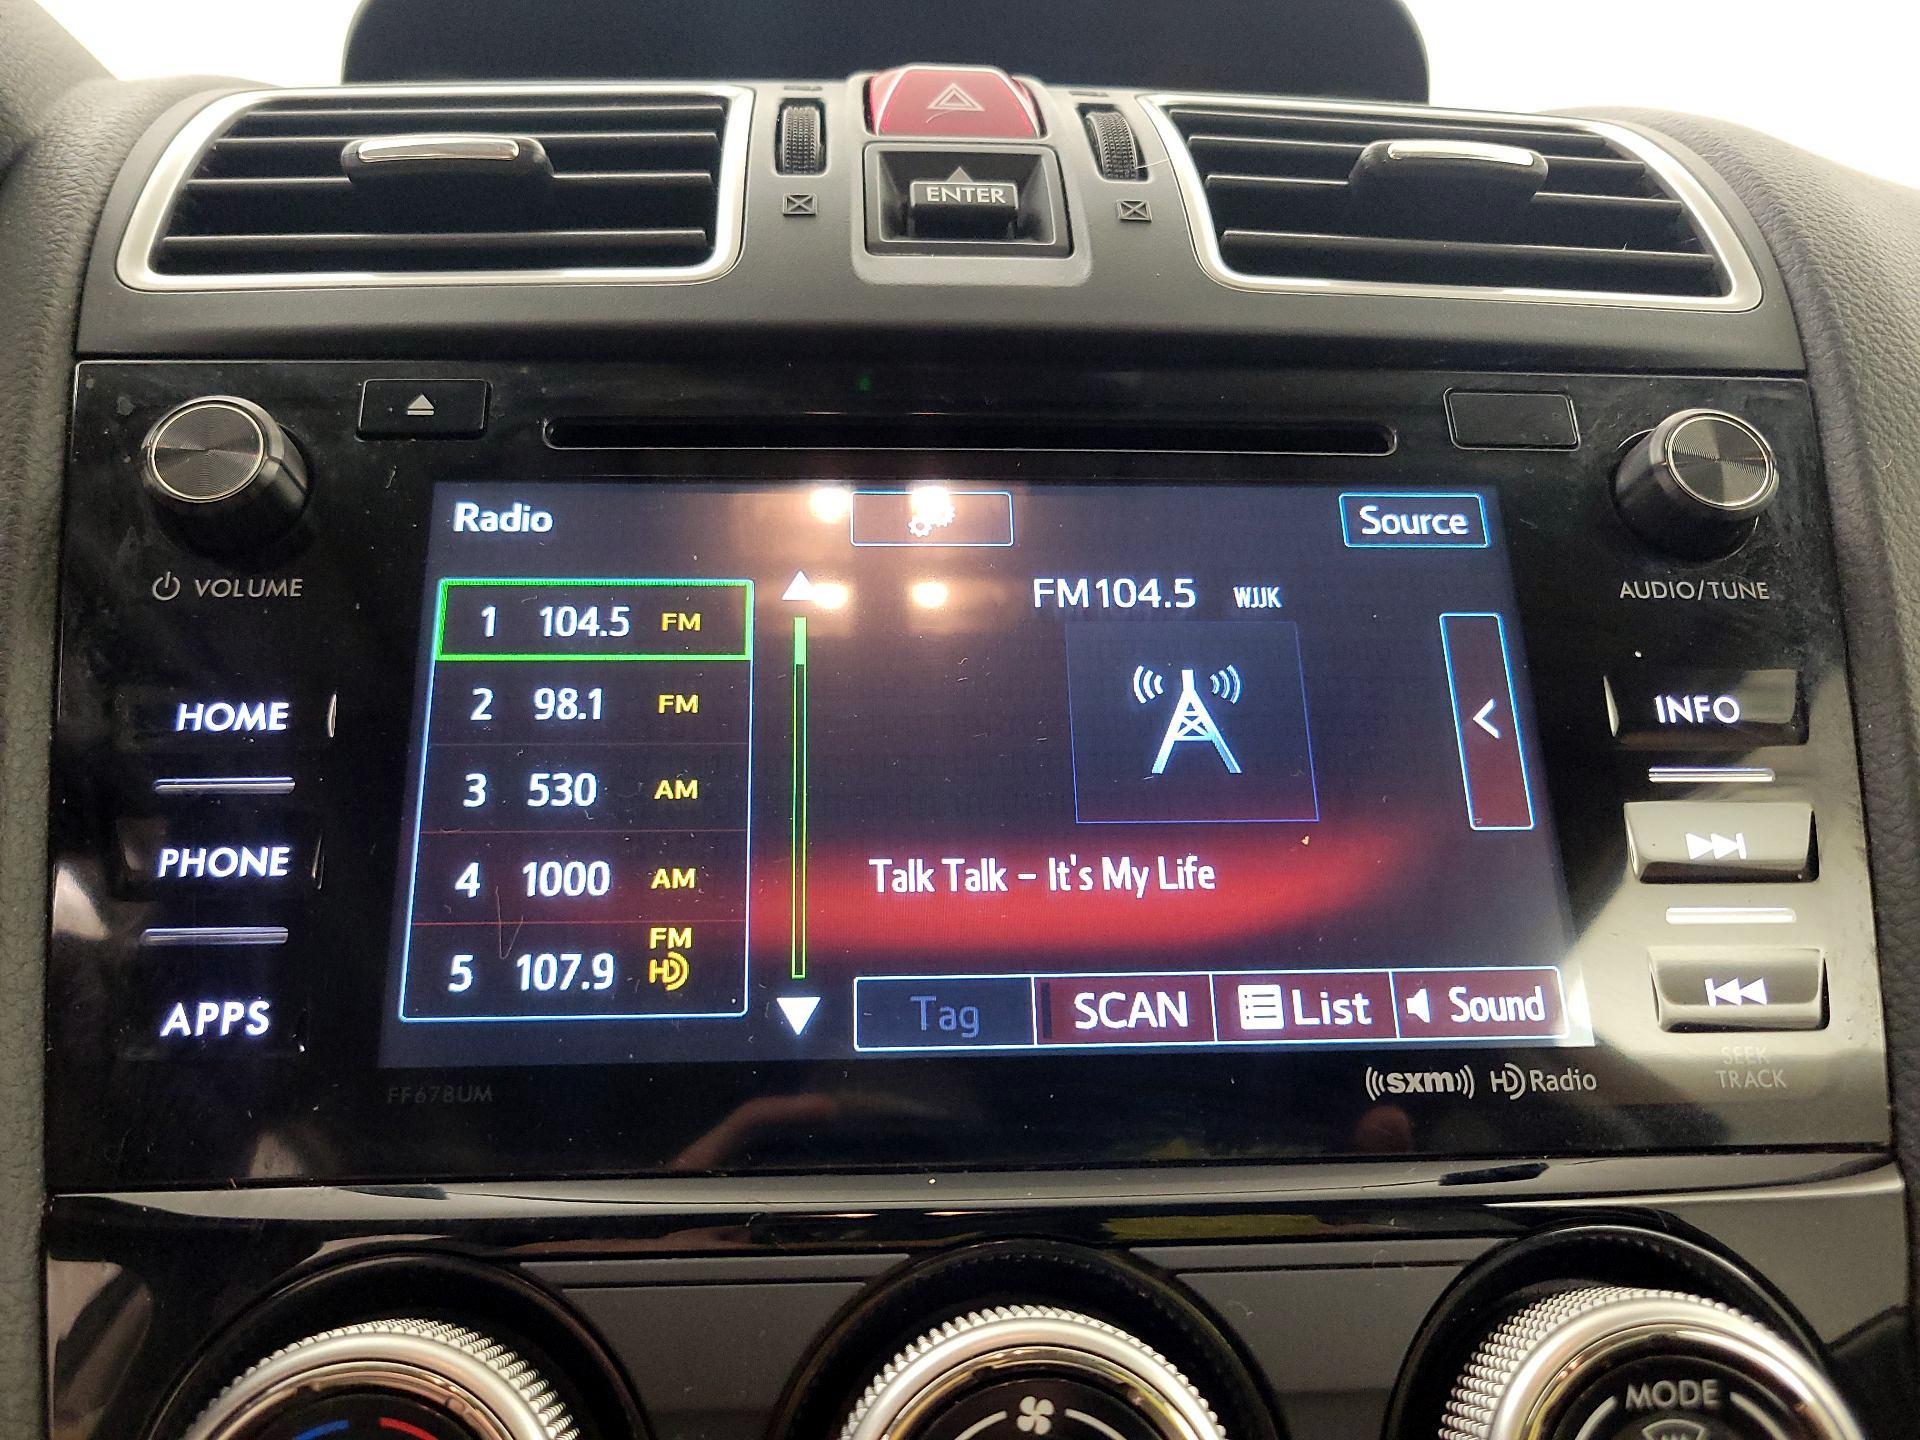 ENTER
VOLUME
AUDIO/TUNE
Radio
Source
1 104.5 FM
2 98.1 FM
3 530 AM
4 1000 AM
5 107.9 FM HD
FM104.5 WJJK
Talk Talk – It's My Life
Tag SCAN List Sound
HOME
PHONE
APPS
INFO
SEEK
TRACK
FF678UM
sxm HD Radio
MODE